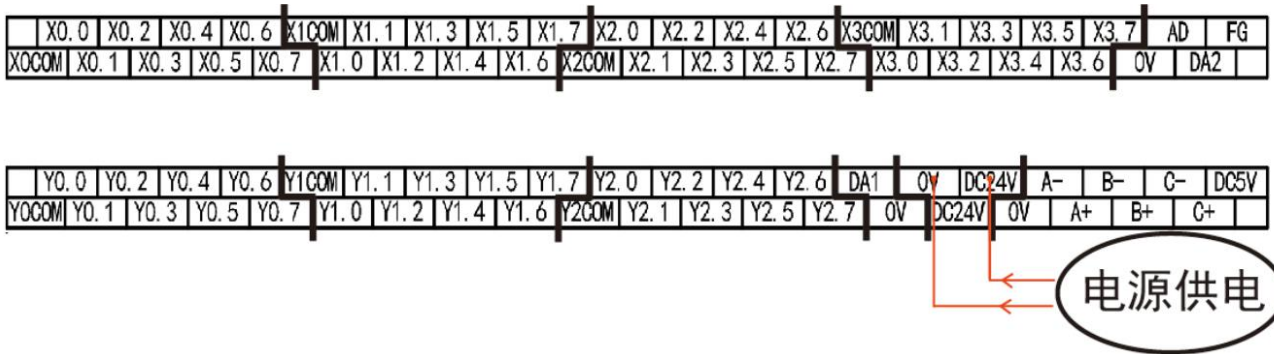 X0.0 X0.2 X0.4 X0.6 X1COM X1.1 X1.3 X1.5 X1.7 X2.0 X2.2 X2.4 X2.6 X3COM X3.1 X3.3 X3.5 X3.7 AD FG
X0COM X0.1 X0.3 X0.5 X0.7 X1.0 X1.2 X1.4 X1.6 X2COM X2.1 X2.3 X2.5 X2.7 X3.0 X3.2 X3.4 X3.6 0V DA2
Y0.0 Y0.2 Y0.4 Y0.6 Y1COM Y1.1 Y1.3 Y1.5 Y1.7 Y2.0 Y2.2 Y2.4 Y2.6 DA1 0V DC24V A- B- C- DC5V
Y0COM Y0.1 Y0.3 Y0.5 Y0.7 Y1.0 Y1.2 Y1.4 Y1.6 Y2COM Y2.1 Y2.3 Y2.5 Y2.7 0V DC24V 0V A+ B+ C+
电源供电